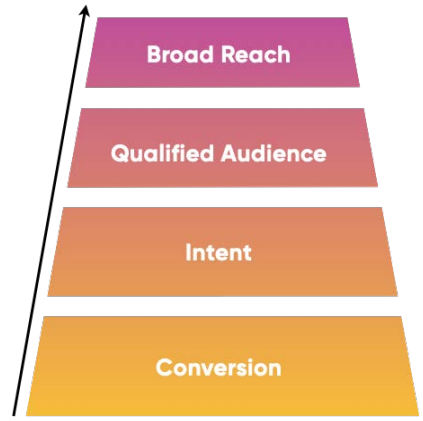 Broad Reach
Qualified Audience
Intent
Conversion